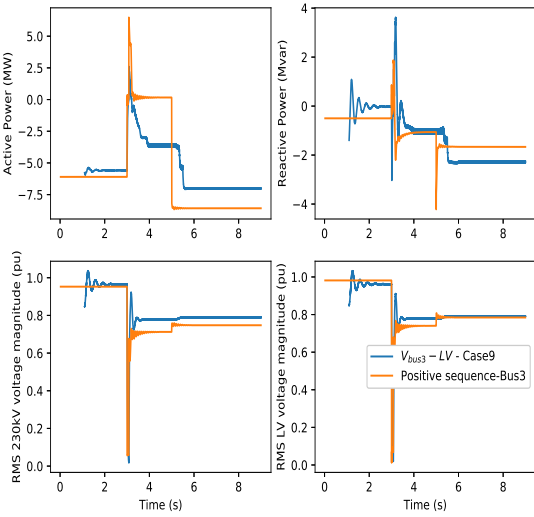 Active Power (MW)
5.0
2.5
0.0
−2.5
−5.0
−7.5
0 2 4 6 8
Reactive Power (Mvar)
2
0
−2
−4
0 2 4 6 8
RMS 230kV voltage magnitude (pu)
1.0
0.8
0.6
0.4
0.2
0.0
0 2 4 6 8
Time (s)
RMS LV voltage magnitude (pu)
1.0
0.8
0.6
0.4
0.2
0.0
V_bus3 − LV - Case9
Positive sequence-Bus3
0 2 4 6 8
Time (s)